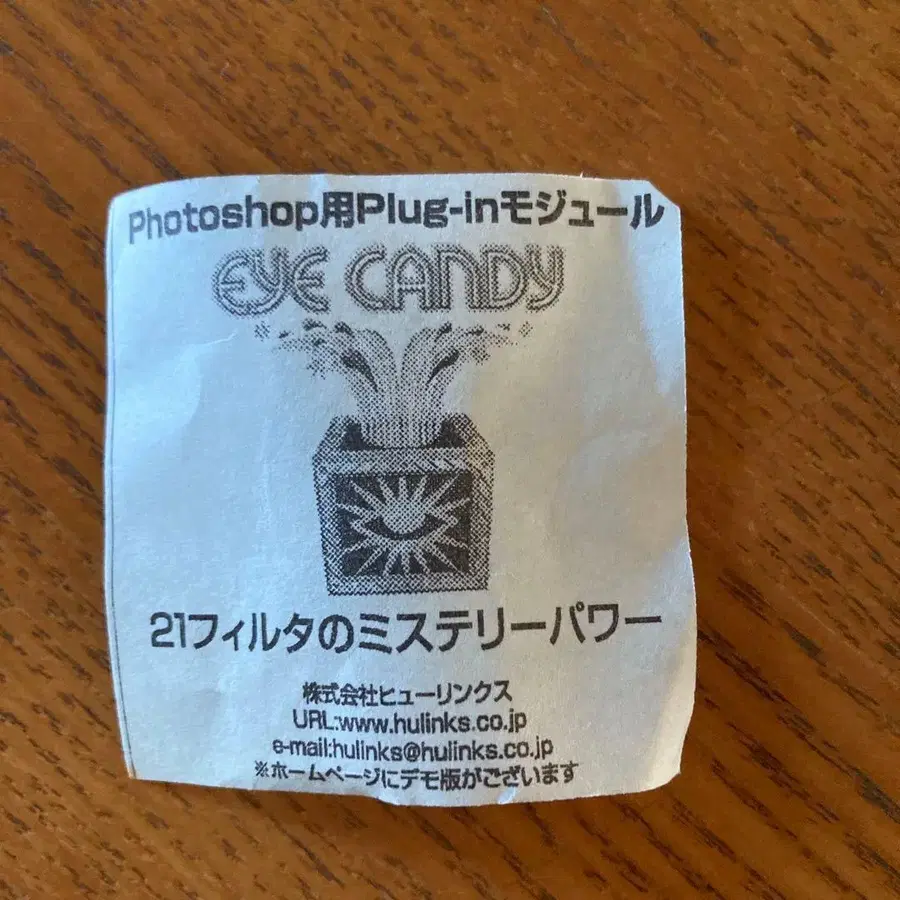 Photoshop用Plug-inモジュール
EYE CANDY
21フィルタのミステリーパワー
株式会社ヒューリンクス
URL:www.hulinks.co.jp
e-mail:hulinks@hulinks.co.jp
※ホームページにデモ版がございます